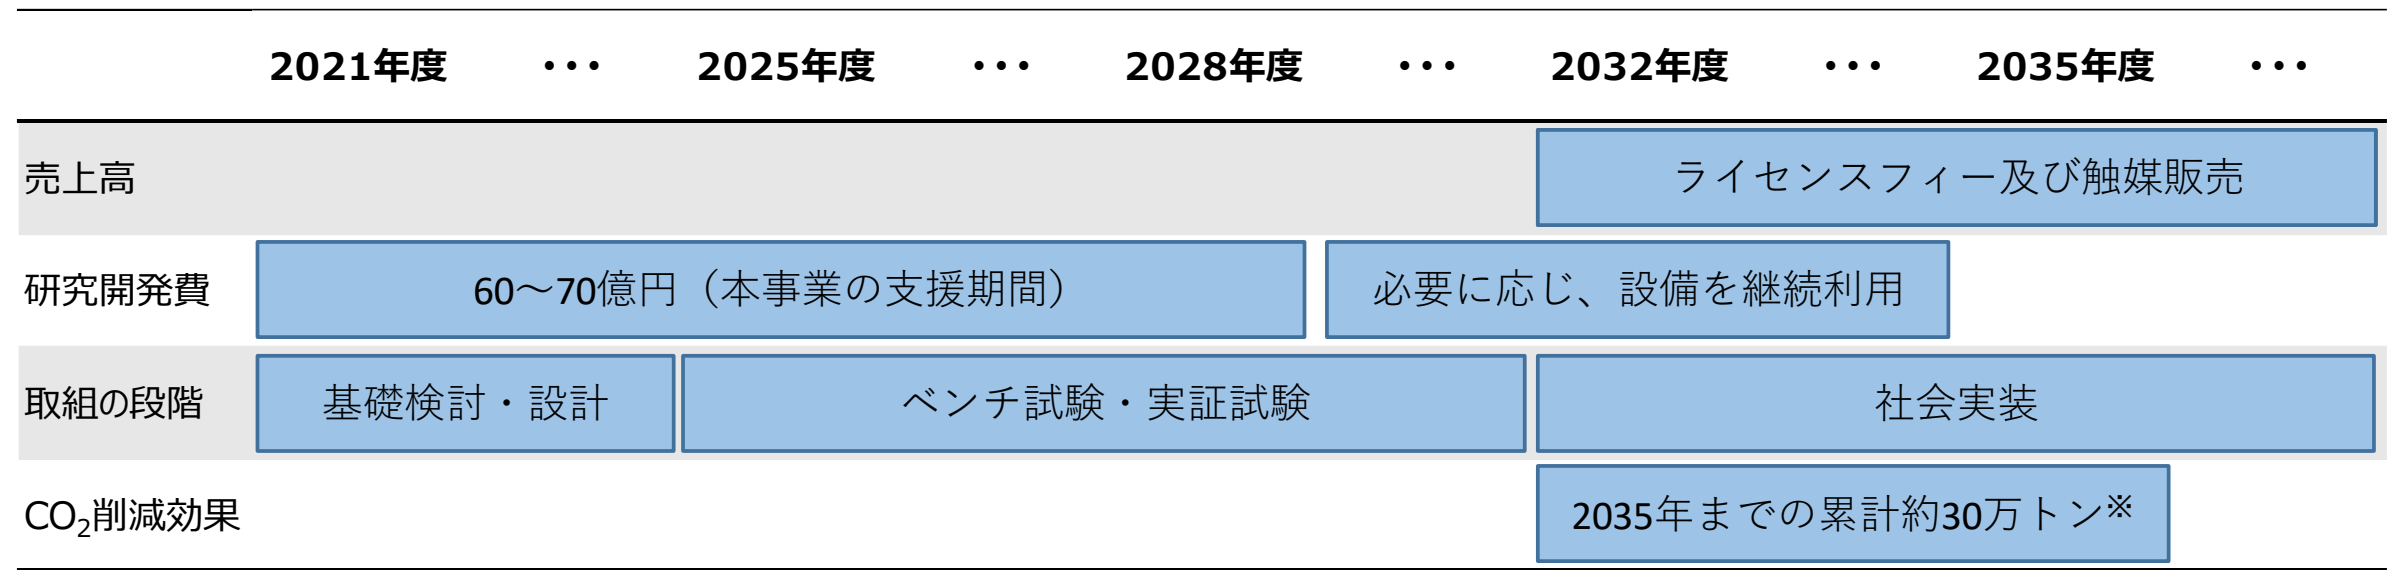 2021年度 ・・・ 2025年度 ・・・ 2028年度 ・・・ 2032年度 ・・・ 2035年度 ・・・
売上高 ライセンスフィー及び触媒販売
研究開発費 60～70億円（本事業の支援期間） 必要に応じ、設備を継続利用
取組の段階 基礎検討・設計 ベンチ試験・実証試験 社会実装
CO₂削減効果 2035年までの累計約30万トン※